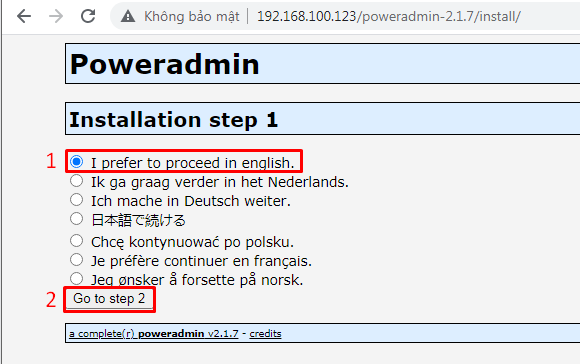 Không bảo mật | 192.168.100.123/poweradmin-2.1.7/install/
Poweradmin
Installation step 1
1 I prefer to proceed in english.
Ik ga graag verder in het Nederlands.
Ich mache in Deutsch weiter.
日本語で続ける
Chcę kontynuować po polsku.
Je préfère continuer en français.
Jeg ønsker å forsette på norsk.
2 Go to step 2
a complete(r) poweradmin v2.1.7 - credits